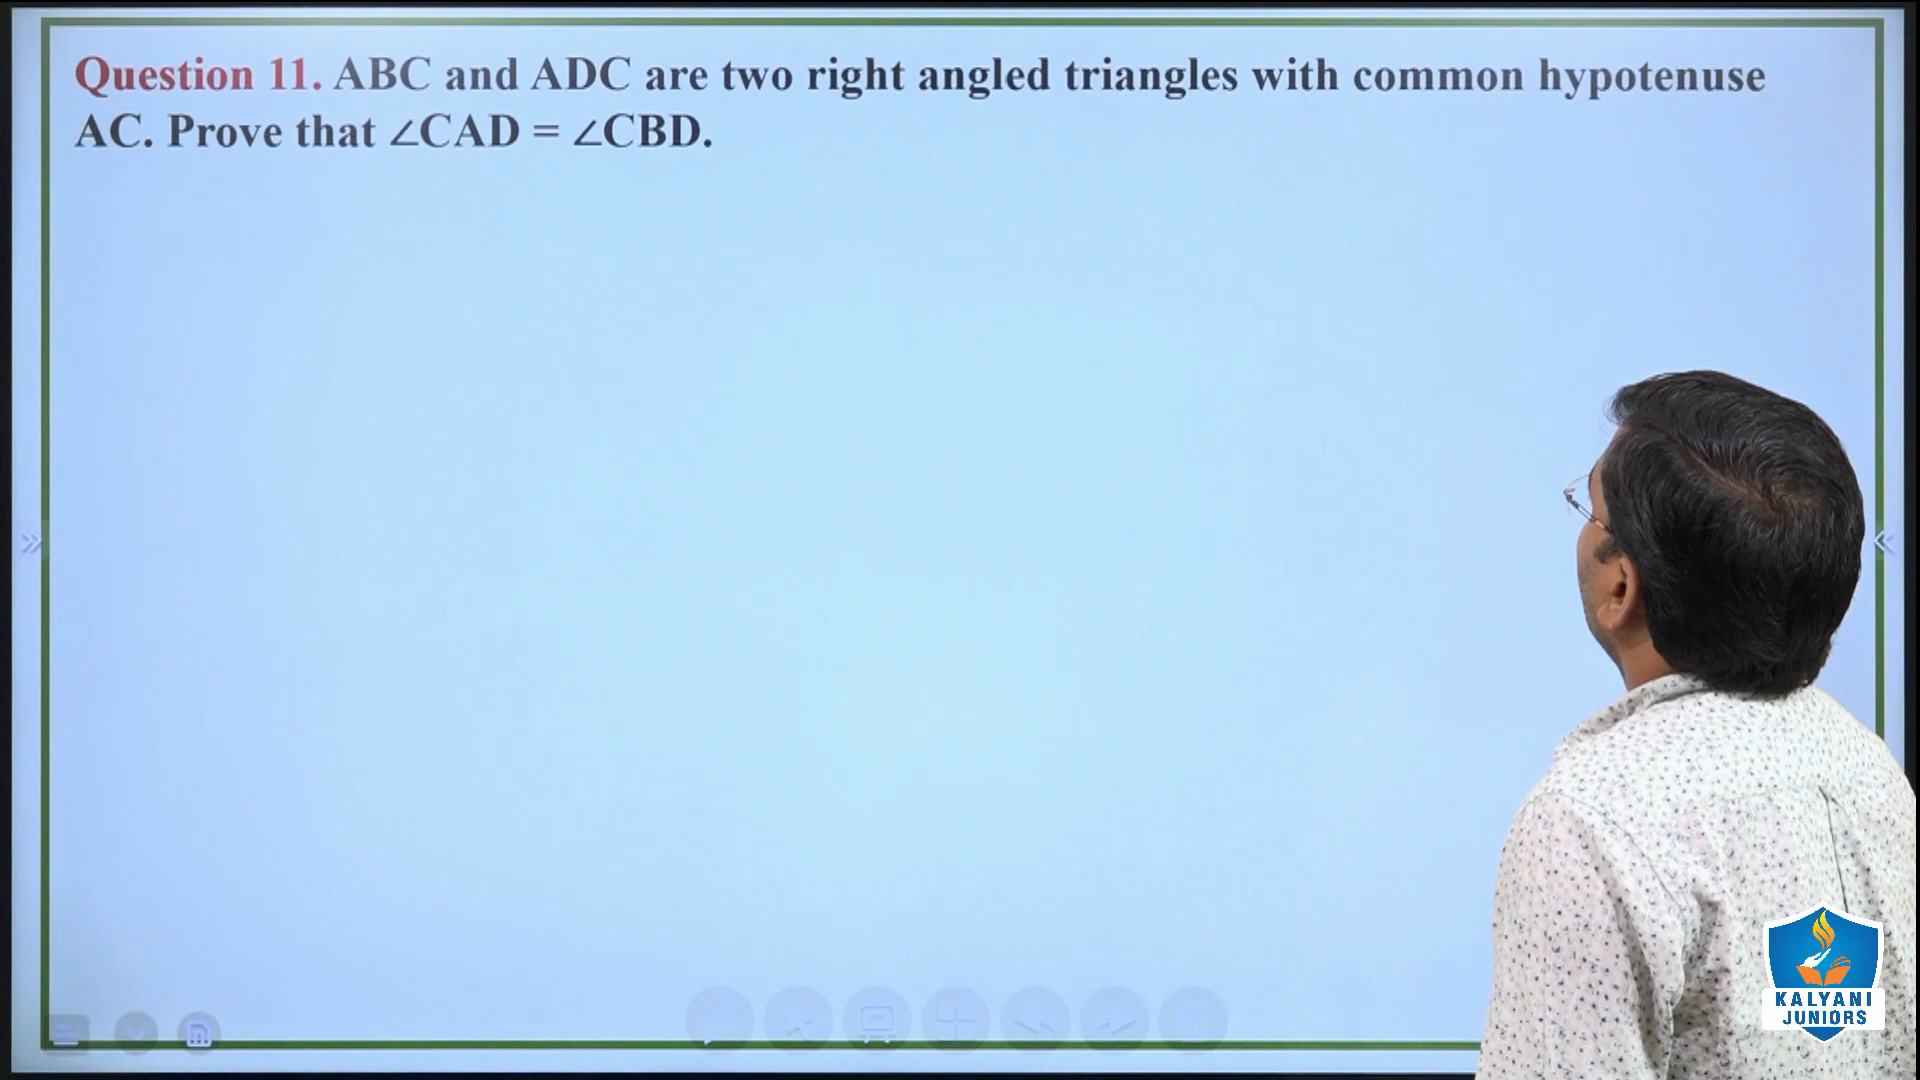 Question 11. ABC and ADC are two right angled triangles with common hypotenuse
AC. Prove that ∠CAD = ∠CBD.
KALYANI
JUNIORS